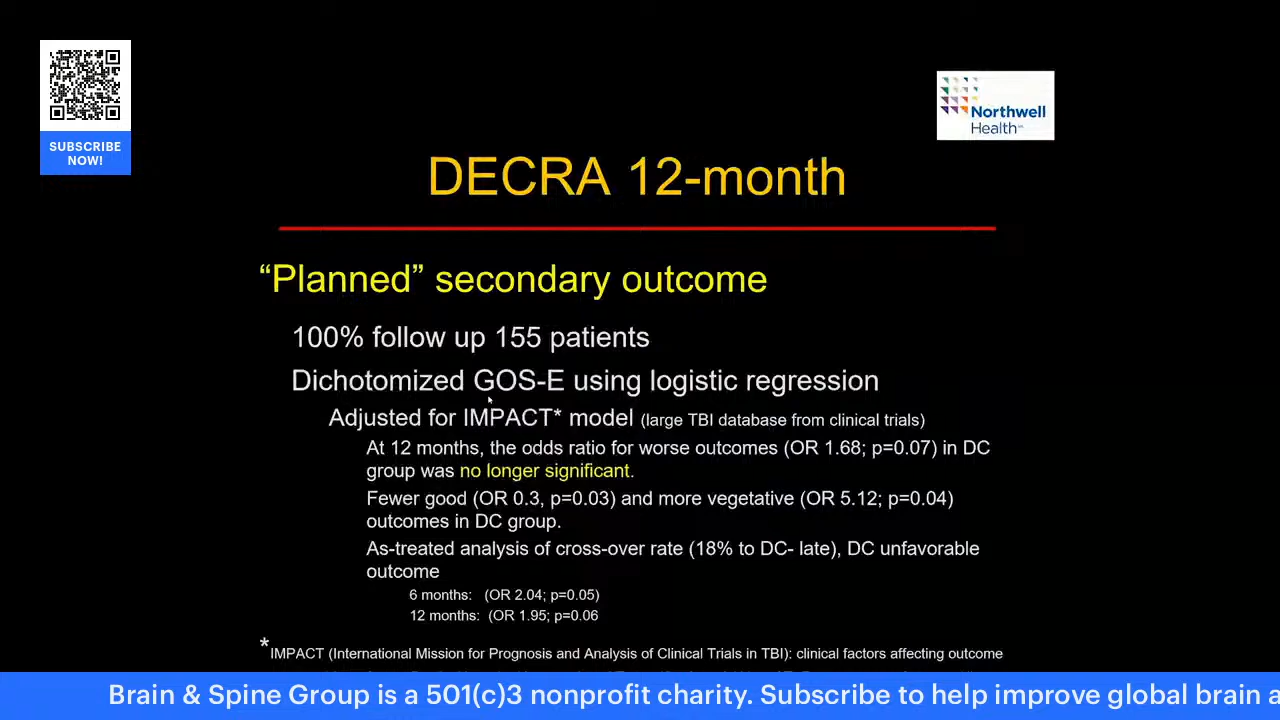 SUBSCRIBE
NOW!
Northwell
Health
DECRA 12-month
“Planned” secondary outcome
100% follow up 155 patients
Dichotomized GOS-E using logistic regression
Adjusted for IMPACT* model (large TBI database from clinical trials)
At 12 months, the odds ratio for worse outcomes (OR 1.68; p=0.07) in DC
group was no longer significant.
Fewer good (OR 0.3, p=0.03) and more vegetative (OR 5.12; p=0.04)
outcomes in DC group.
As-treated analysis of cross-over rate (18% to DC- late), DC unfavorable
outcome
6 months: (OR 2.04; p=0.05)
12 months: (OR 1.95; p=0.06
*IMPACT (International Mission for Prognosis and Analysis of Clinical Trials in TBI): clinical factors affecting outcome
Brain & Spine Group is a 501(c)3 nonprofit charity. Subscribe to help improve global brain a